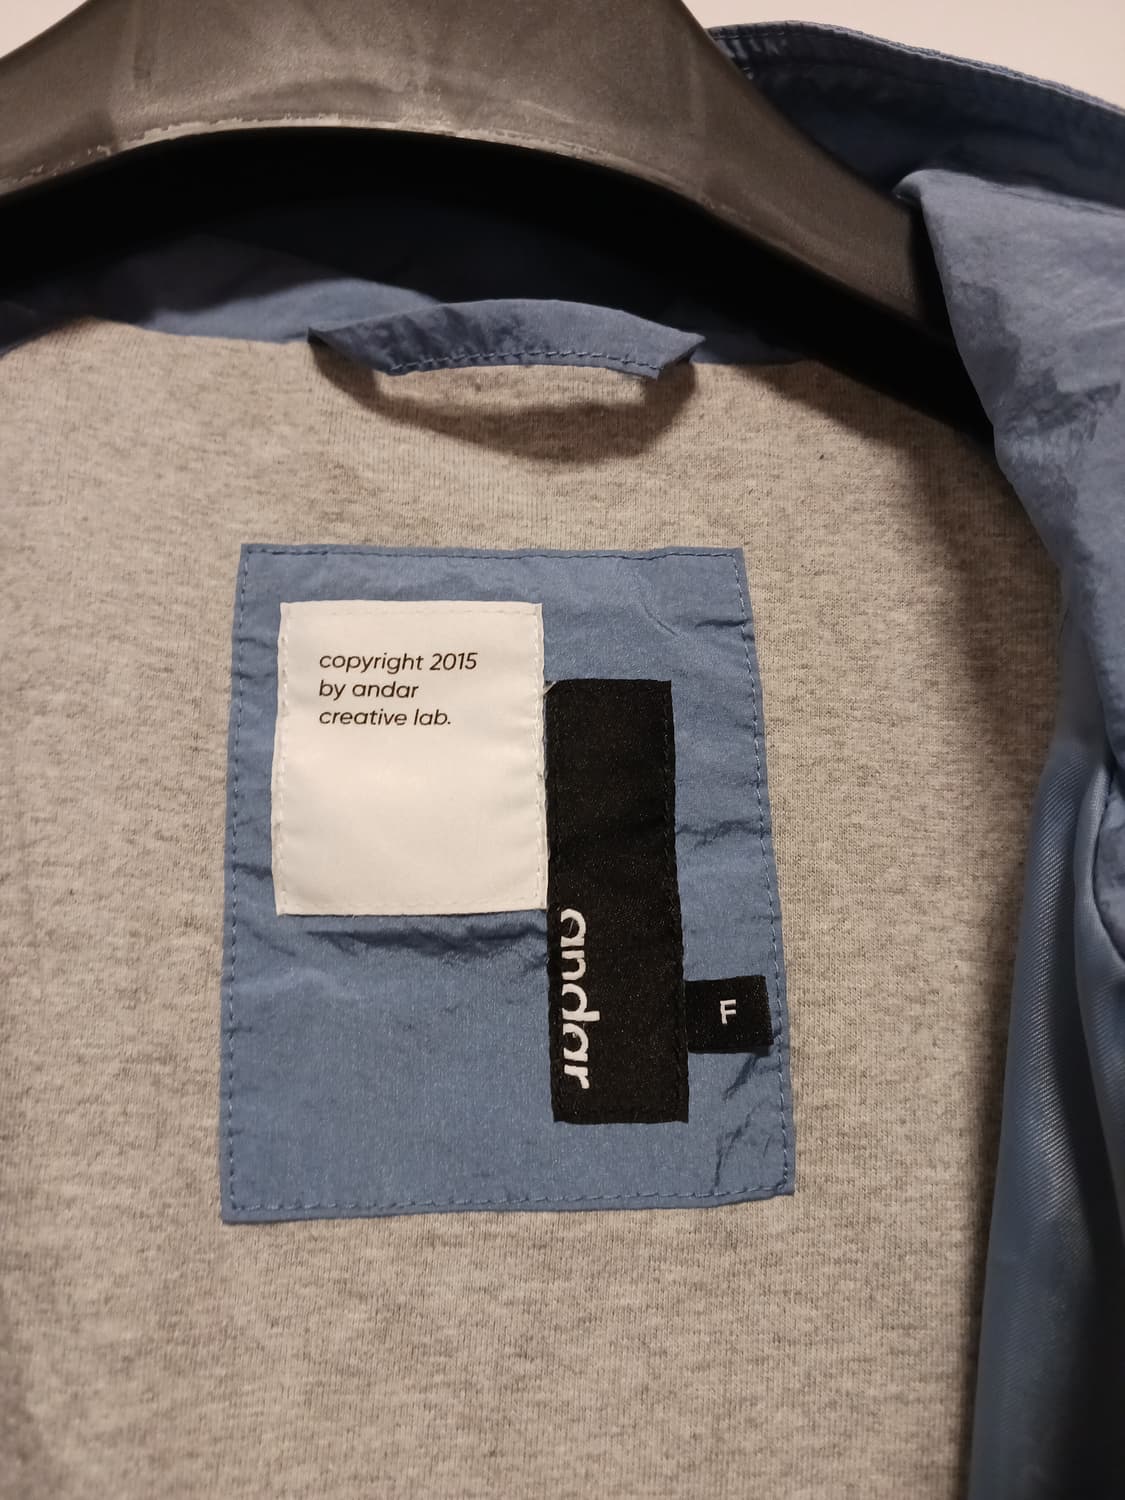 copyright 2015
by andar
creative lab.
andar
F